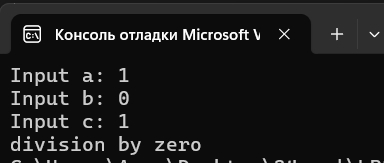 Консоль отладки Microsoft V
Input a: 1
Input b: 0
Input c: 1
division by zero